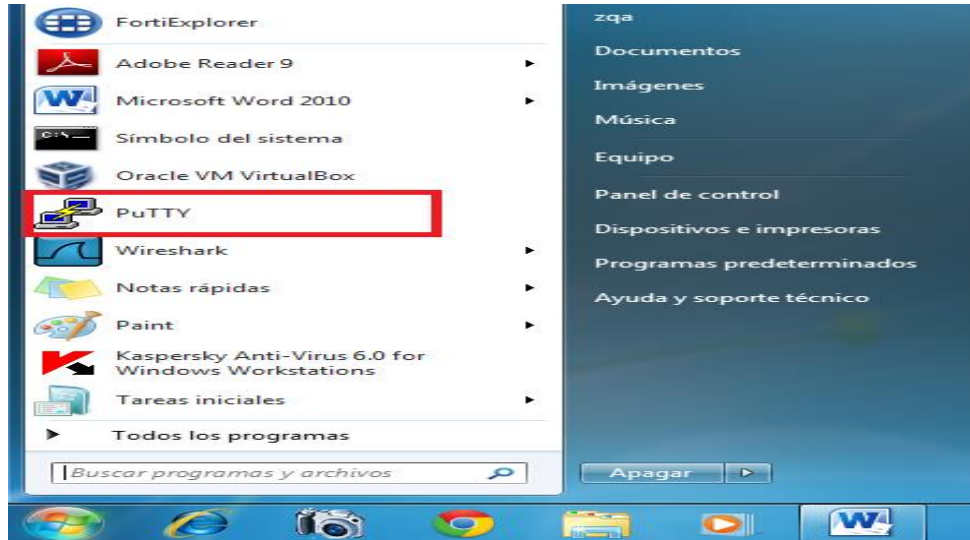 FortiExplorer
Adobe Reader 9
Microsoft Word 2010
Símbolo del sistema
Oracle VM VirtualBox
PuTTY
Wireshark
Notas rápidas
Paint
Kaspersky Anti-Virus 6.0 for
Windows Workstations
Tareas iniciales
Todos los programas
Buscar programas y archivos
zqa
Documentos
Imágenes
Música
Equipo
Panel de control
Dispositivos e impresoras
Programas predeterminados
Ayuda y soporte técnico
Apagar